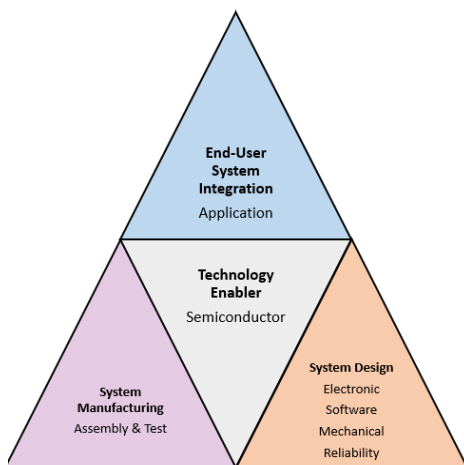 End-User
System
Integration
Application
Technology
Enabler
Semiconductor
System
Manufacturing
Assembly & Test
System Design
Electronic
Software
Mechanical
Reliability